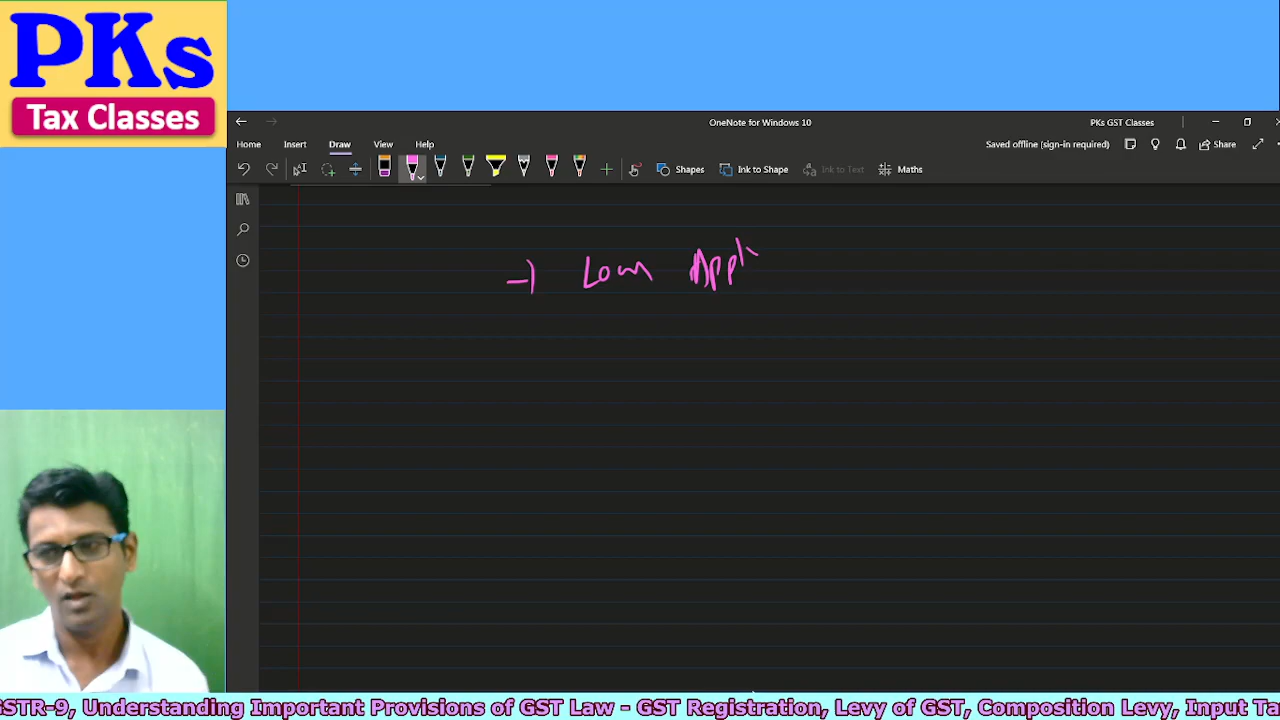 PKs
Tax Classes
OneNote for Windows 10
PKs GST Classes
Home Insert Draw View Help
Saved offline (sign-in required)
Share
Shapes
Ink to Shape
Ink to Text
Maths
Loan Appl
GSTR-9, Understanding Important Provisions of GST Law - GST Registration, Levy of GST, Composition Levy, Input Ta